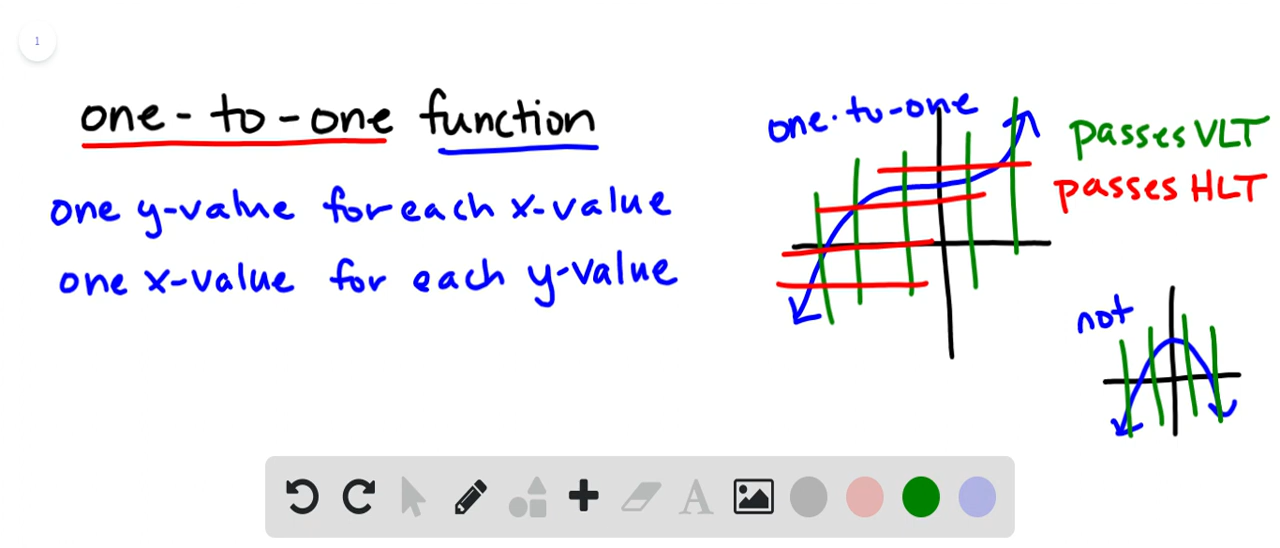 1
one-to-one function
one y-value for each x-value
one x-value for each y-value
one-to-one
passes VLT
passes HLT
not
A